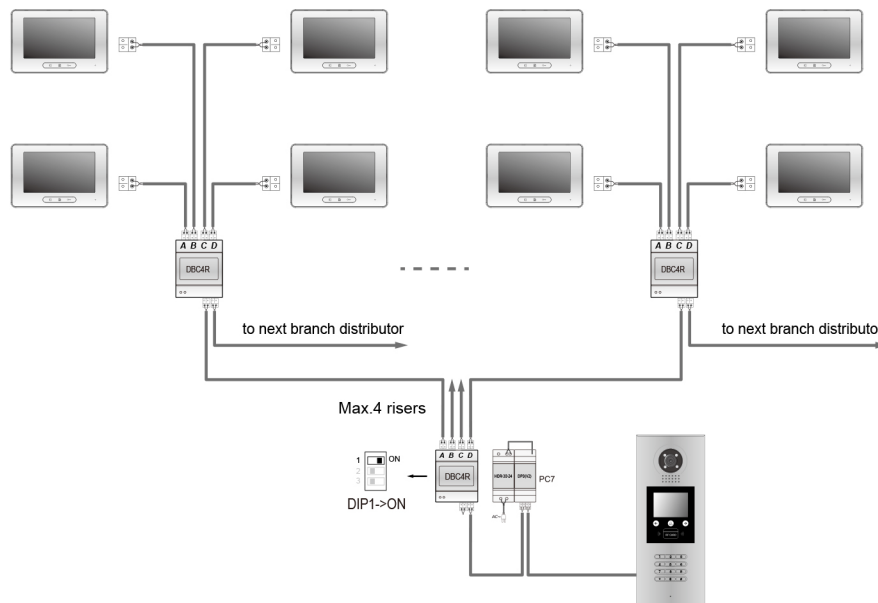 A B C D
DBC4R
A B C D
DBC4R
to next branch distributor
to next branch distributo
Max.4 risers
A B C D
DBC4R
1
2
3
ON
DIP1->ON
PC7
AC~